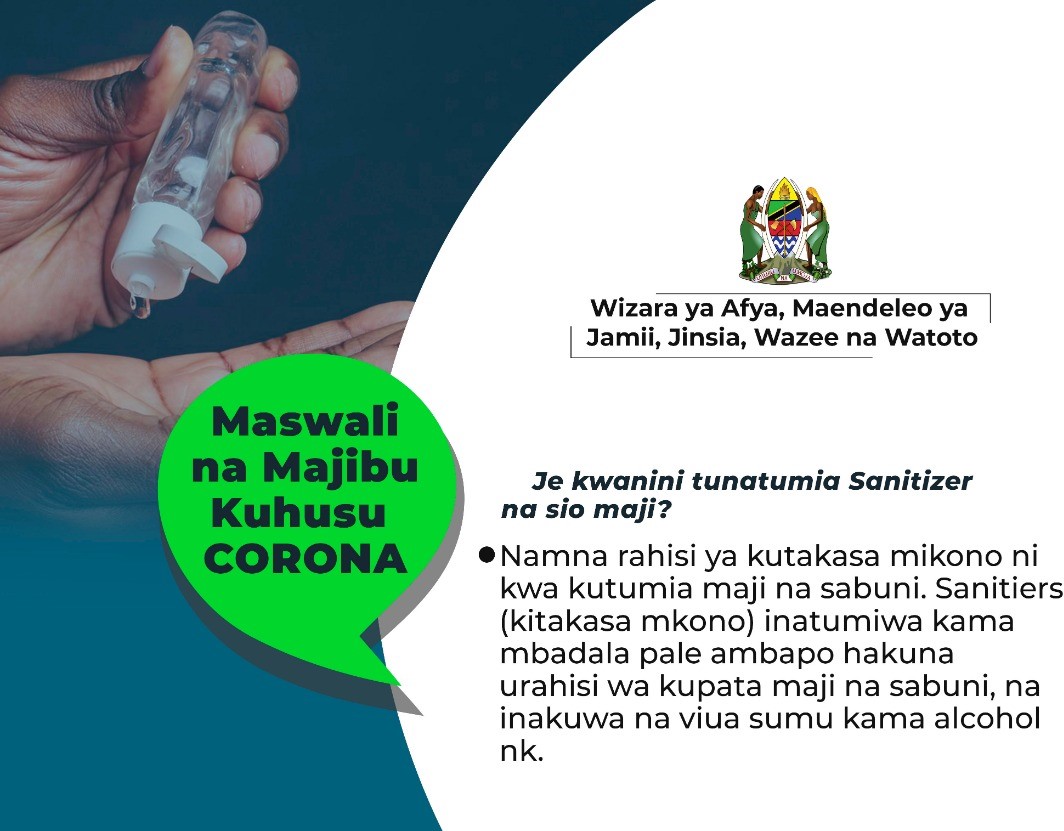 Wizara ya Afya, Maendeleo ya
Jamii, Jinsia, Wazee na Watoto
Maswali
na Majibu
Kuhusu
CORONA
Je kwanini tunatumia Sanitizer
na sio maji?
●Namna rahisi ya kutakasa mikono ni
kwa kutumia maji na sabuni. Sanitiers
(kitakasa mkono) inatumiwa kama
mbadala pale ambapo hakuna
urahisi wa kupata maji na sabuni, na
inakuwa na viua sumu kama alcohol
nk.